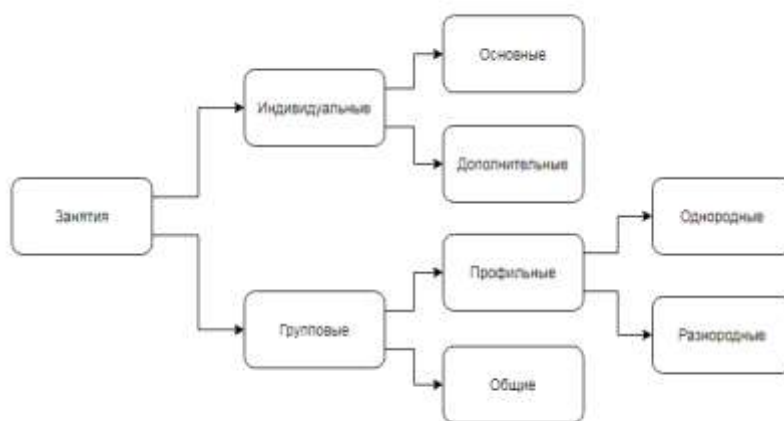 Основные
Индивидуальные
Дополнительные
Занятия
Однородные
Профильные
Групповые
Разнородные
Общие